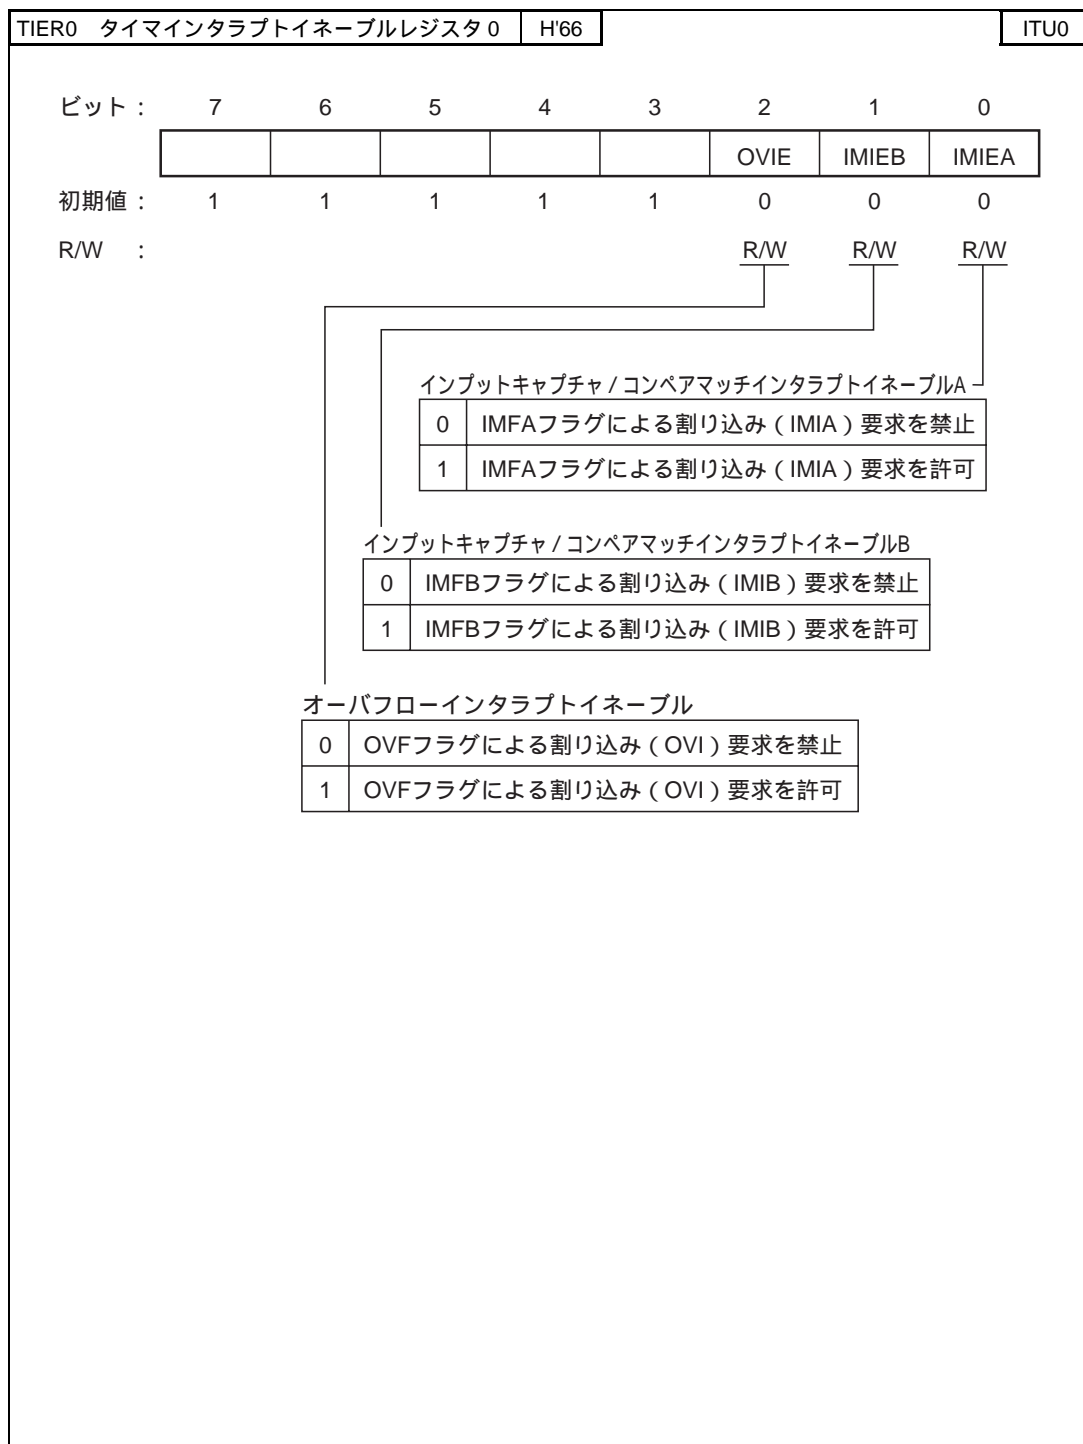 TIER0 タイマインタラプトイネーブルレジスタ 0 H'66 ITU0
ビット : 7 6 5 4 3 2 1 0
OVIE IMIEB IMIEA
初期値 : 1 1 1 1 1 0 0 0
R/W : R/W R/W R/W
インプットキャプチャ / コンペアマッチインタラプトイネーブルA
0 IMFAフラグによる割り込み ( IMIA ) 要求を禁止
1 IMFAフラグによる割り込み ( IMIA ) 要求を許可
インプットキャプチャ / コンペアマッチインタラプトイネーブルB
0 IMFBフラグによる割り込み ( IMIB ) 要求を禁止
1 IMFBフラグによる割り込み ( IMIB ) 要求を許可
オーバフローインタラプトイネーブル
0 OVFフラグによる割り込み ( OVI ) 要求を禁止
1 OVFフラグによる割り込み ( OVI ) 要求を許可